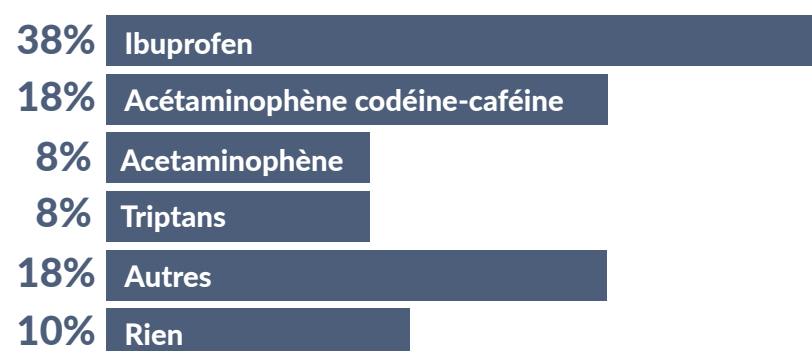 38% Ibuprofen
18% Acétaminophène codéine-caféine
8% Acetaminophène
8% Triptans
18% Autres
10% Rien